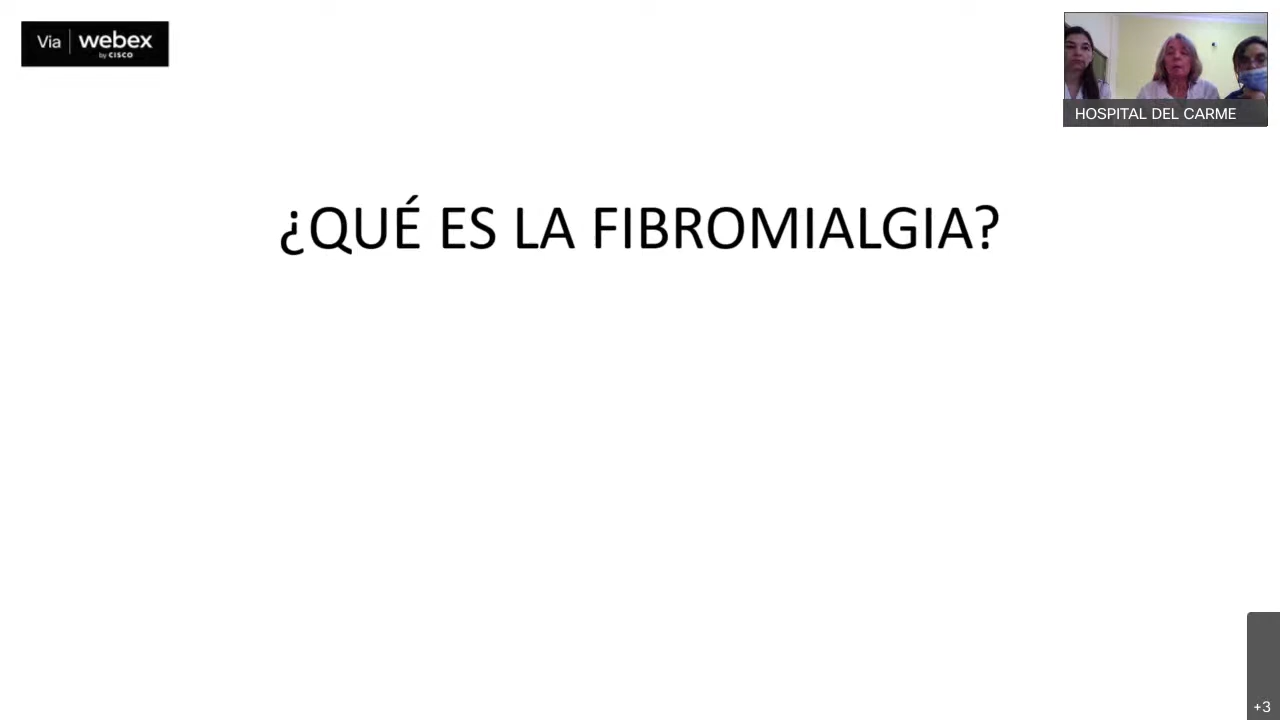 Via webex
by CISCO
HOSPITAL DEL CARME
¿QUÉ ES LA FIBROMIALGIA?
+3